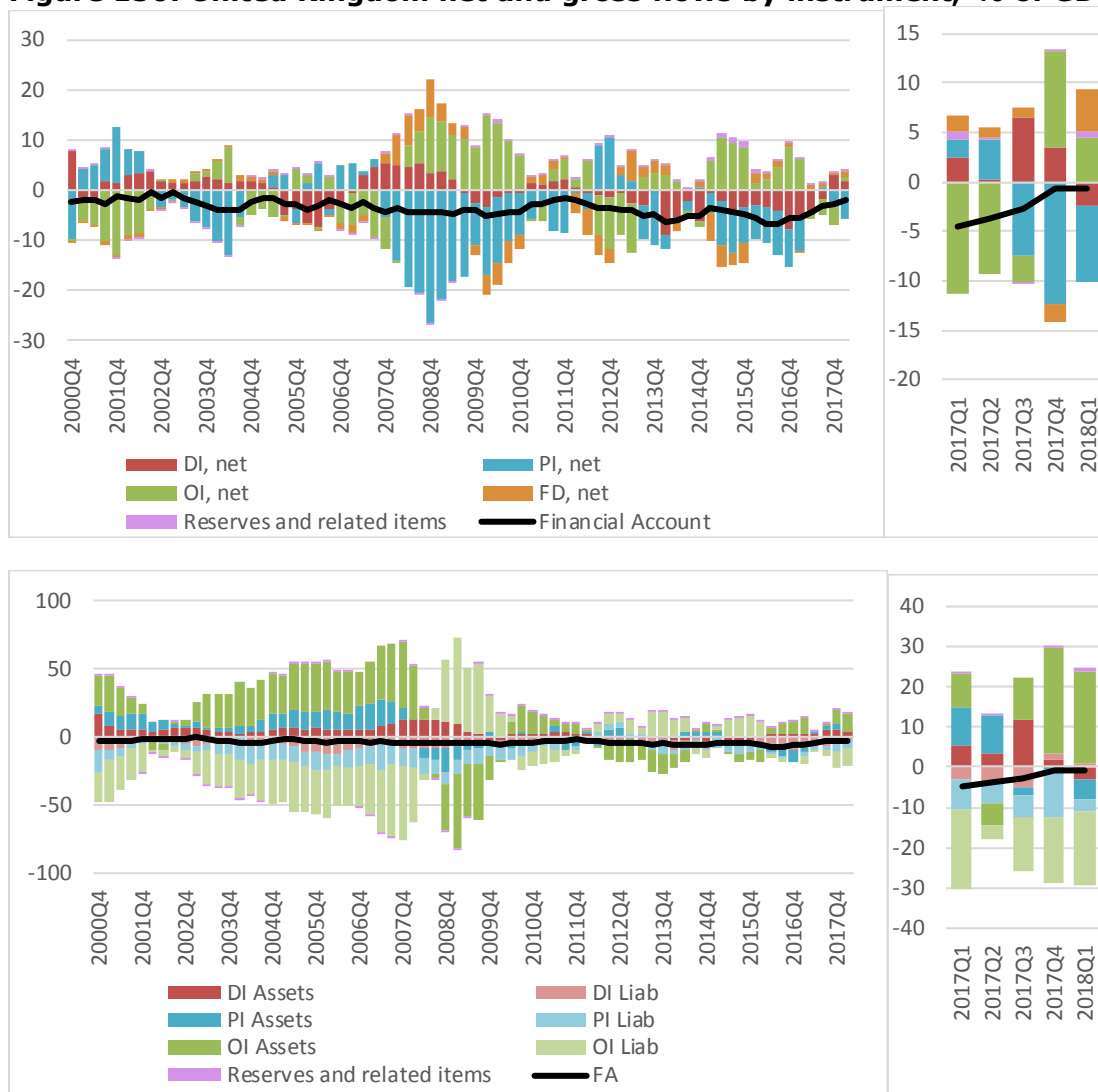 30
20
10
0
-10
-20
-30
2000Q4
2001Q4
2002Q4
2003Q4
2004Q4
2005Q4
2006Q4
2007Q4
2008Q4
2009Q4
2010Q4
2011Q4
2012Q4
2013Q4
2014Q4
2015Q4
2016Q4
2017Q4
DI, net PI, net
OI, net FD, net
Reserves and related items Financial Account
15
10
5
0
-5
-10
-15
-20
2017Q1
2017Q2
2017Q3
2017Q4
2018Q1
100
50
0
-50
-100
2000Q4
2001Q4
2002Q4
2003Q4
2004Q4
2005Q4
2006Q4
2007Q4
2008Q4
2009Q4
2010Q4
2011Q4
2012Q4
2013Q4
2014Q4
2015Q4
2016Q4
2017Q4
DI Assets DI Liab
PI Assets PI Liab
OI Assets OI Liab
Reserves and related items FA
40
30
20
10
0
-10
-20
-30
-40
2017Q1
2017Q2
2017Q3
2017Q4
2018Q1